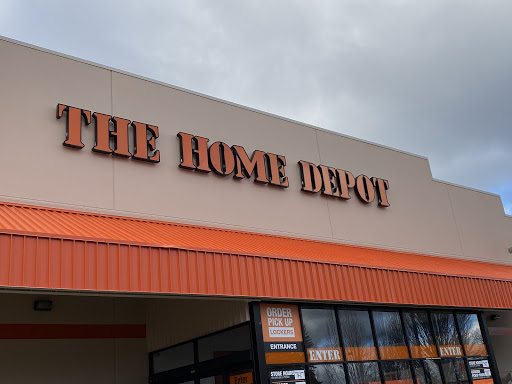 THE HOME DEPOT
ORDER
PICK UP
LOCKERS
ENTRANCE
ENTER
ENTER
STORE HOURS